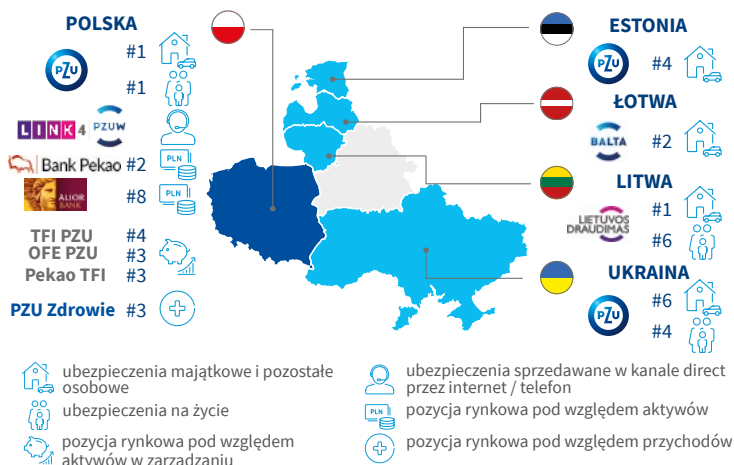 POLSKA
PZU
#1
#1
LINK4
PZUW
Bank Pekao #2
ALIOR
BANK
#8
PLN
PLN
TFI PZU #4
OFE PZU #3
Pekao TFI #3
PZU Zdrowie #3
ESTONIA
PZU
#4
ŁOTWA
BALTA
#2
LITWA
LIETUVOS
DRAUDIMAS
#1
#6
UKRAINA
PZU
#6
#4
ubezpieczenia majątkowe i pozostałe
osobowe
ubezpieczenia na życie
pozycja rynkowa pod względem
aktywów w zarządzaniu
ubezpieczenia sprzedawane w kanale direct
przez internet / telefon
PLN
pozycja rynkowa pod względem aktywów
pozycja rynkowa pod względem przychodów